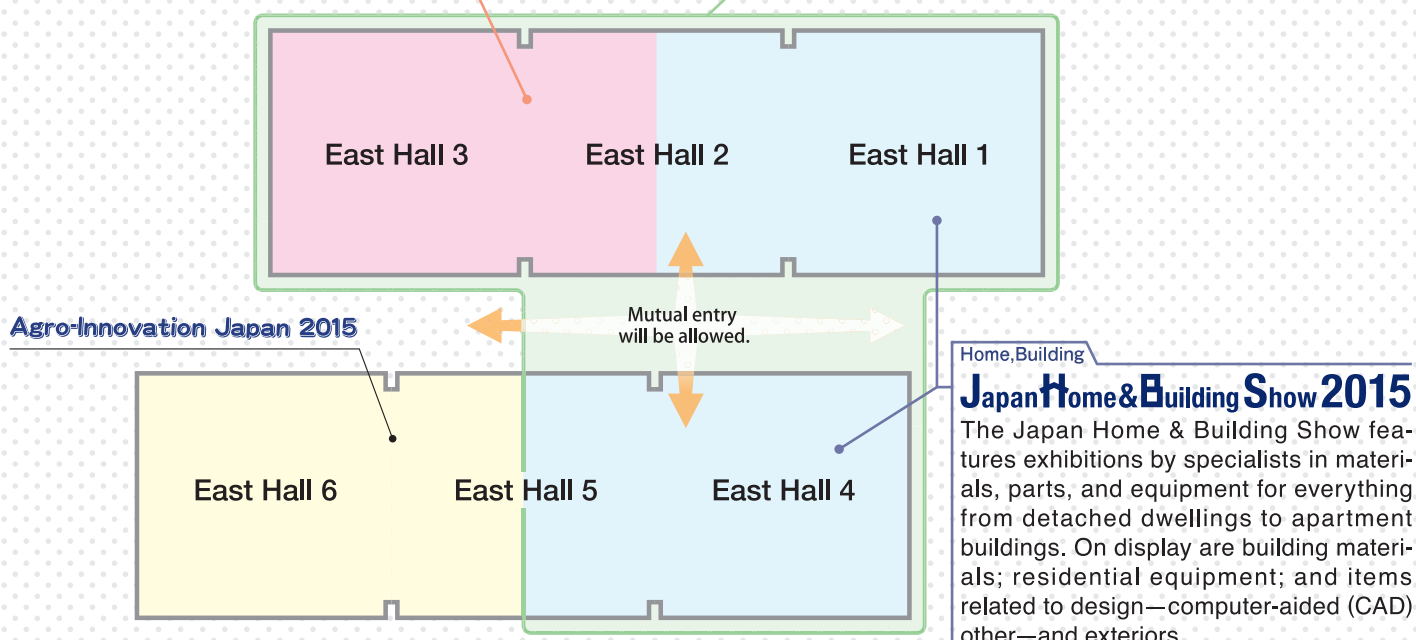 East Hall 3
East Hall 2
East Hall 1
Mutual entry
will be allowed.
Agro-Innovation Japan 2015
East Hall 6
East Hall 5
East Hall 4
Home,Building
Japan Home & Building Show 2015
The Japan Home & Building Show fea-
tures exhibitions by specialists in materi-
als, parts, and equipment for everything
from detached dwellings to apartment
buildings. On display are building materi-
als; residential equipment; and items
related to design—computer-aided (CAD)
other—and exteriors